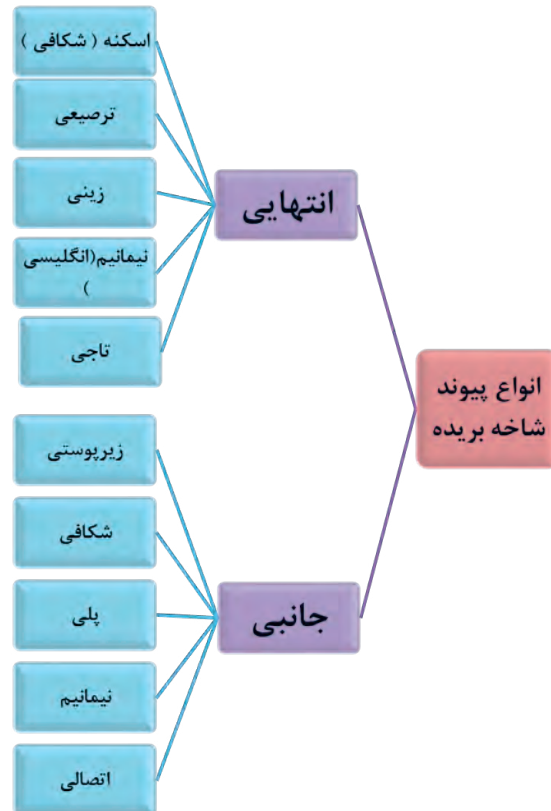 انواع پیوند
شاخه بریده
انتهایی
اسکنه ( شکافی )
ترصیعی
زینی
نیمانیم(انگلیسی
)
تاجی
جانبی
زیرپوستی
شکافی
پلی
نیمانیم
اتصالی